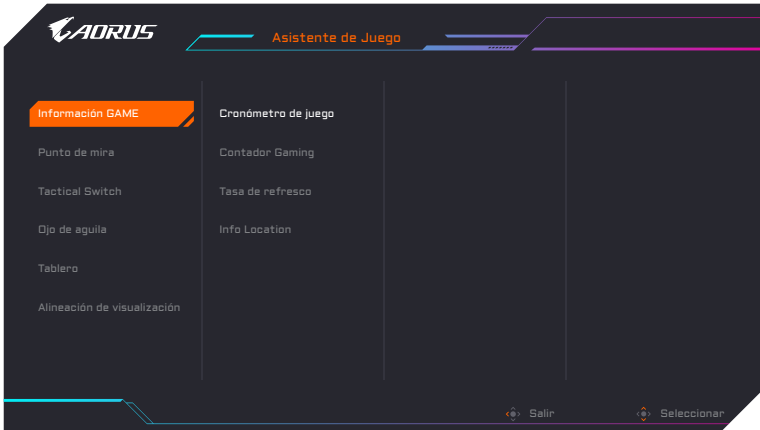 AORUS
Asistente de Juego
Información GAME
Cronómetro de juego
Punto de mira
Contador Gaming
Tactical Switch
Tasa de refresco
Ojo de aguila
Info Location
Tablero
Alineación de visualización
Salir
Seleccionar